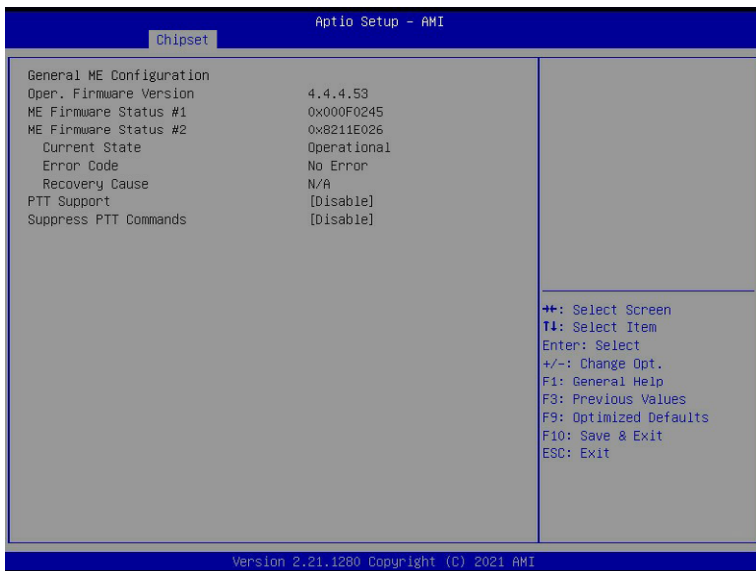 Aptio Setup - AMI
Chipset
General ME Configuration
Oper. Firmware Version 4.4.4.53
ME Firmware Status #1 0x000F0245
ME Firmware Status #2 0x8211E026
Current State Operational
Error Code No Error
Recovery Cause N/A
PTT Support [Disable]
Suppress PTT Commands [Disable]
→←: Select Screen
↑↓: Select Item
Enter: Select
+/-: Change Opt.
F1: General Help
F3: Previous Values
F9: Optimized Defaults
F10: Save & Exit
ESC: Exit
Version 2.21.1280 Copyright (C) 2021 AMI